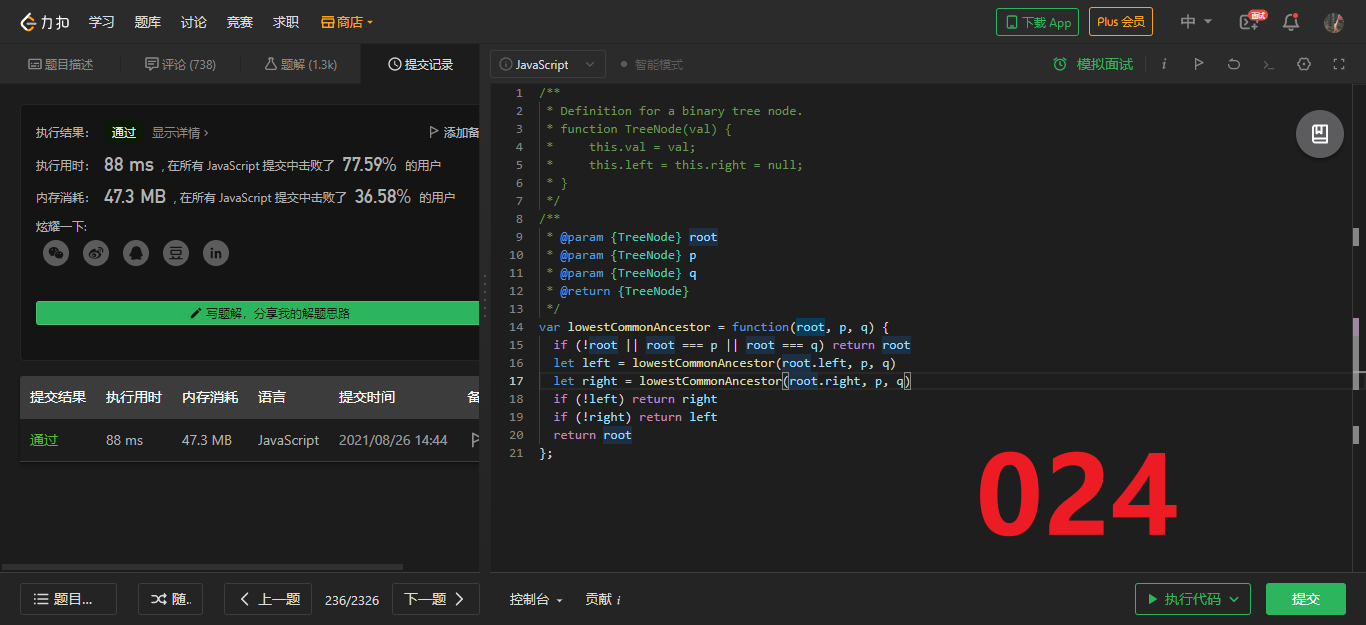 力扣 学习 题库 讨论 竞赛 求职 商店 下载 App Plus 会员 中 面试
题目描述 评论 (738) 题解 (1.3k) 提交记录
JavaScript 智能模式 模拟面试 i
执行结果： 通过 显示详情 › 添加备
执行用时： 88 ms , 在所有 JavaScript 提交中击败了 77.59% 的用户
内存消耗： 47.3 MB , 在所有 JavaScript 提交中击败了 36.58% 的用户
炫耀一下:
豆 in
写题解，分享我的解题思路
提交结果 执行用时 内存消耗 语言 提交时间 备
通过 88 ms 47.3 MB JavaScript 2021/08/26 14:44
1 /**
2 * Definition for a binary tree node.
3 * function TreeNode(val) {
4 *     this.val = val;
5 *     this.left = this.right = null;
6 * }
7 */
8 /**
9 * @param {TreeNode} root
10 * @param {TreeNode} p
11 * @param {TreeNode} q
12 * @return {TreeNode}
13 */
14 var lowestCommonAncestor = function(root, p, q) {
15   if (!root || root === p || root === q) return root
16   let left = lowestCommonAncestor(root.left, p, q)
17   let right = lowestCommonAncestor(root.right, p, q)
18   if (!left) return right
19   if (!right) return left
20   return root
21 };
024
题目... 随. 上一题 236/2326 下一题 控制台 贡献 i 执行代码 提交